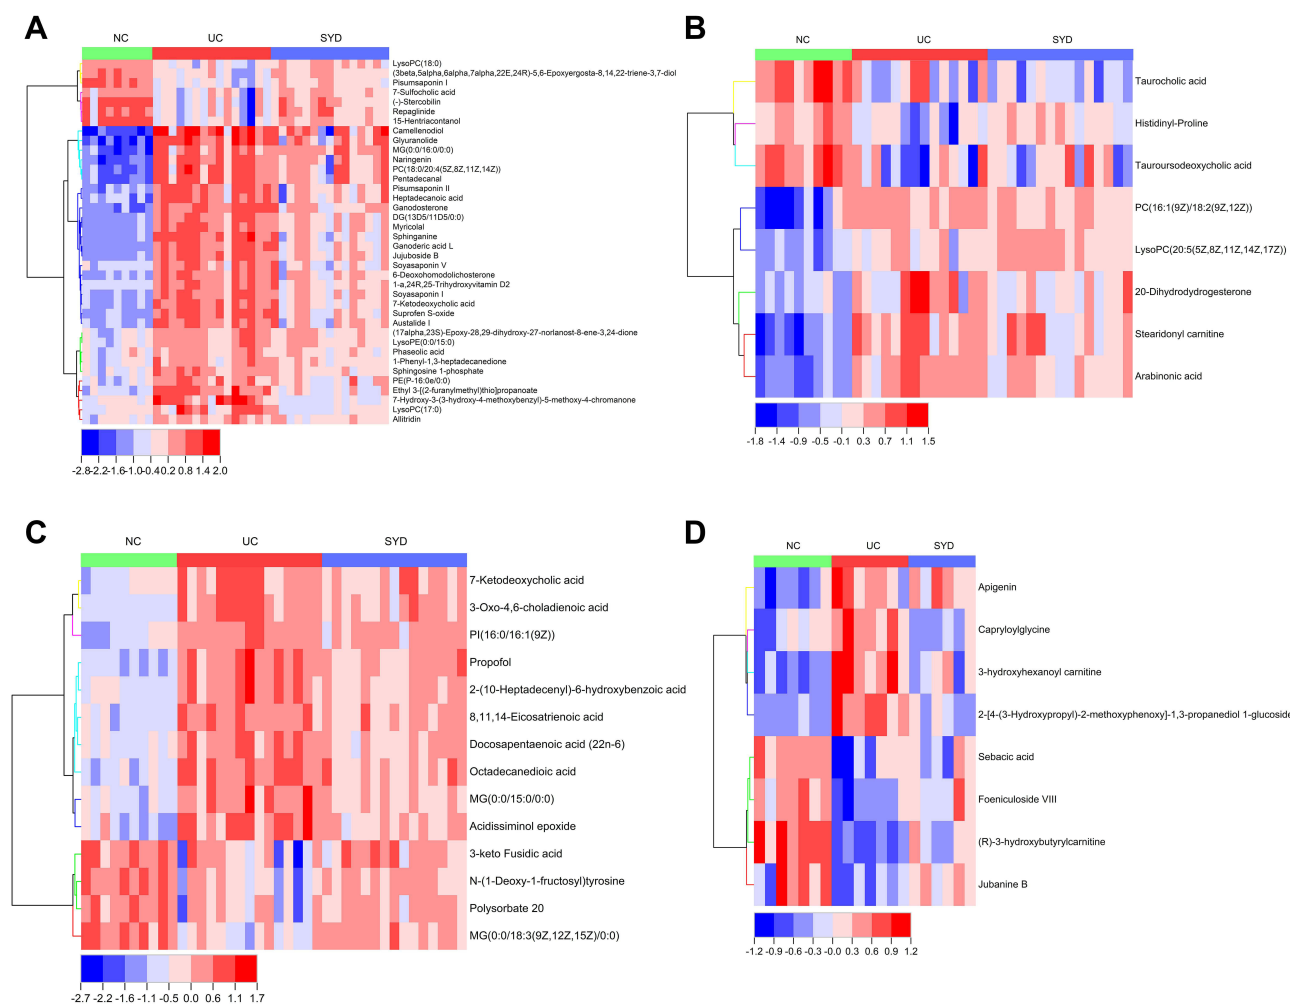 A
NC UC SYD
LysoPC(18:0)
(3beta,5alpha,6alpha,7alpha,22E,24R)-5,6-Epoxyergosta-8,14,22-triene-3,7-diol
Pisumsaponin I
7-Sulfocholic acid
(-)-Stercobilin
Repaglinide
15-Hentriacontanol
Camellenodiol
Glyuranolide
MG(0:0/16:0/0:0)
Naringenin
PC(18:0/20:4(5Z,8Z,11Z,14Z))
Pentadecanal
Pisumsaponin II
Heptadecanoic acid
Ganodosterone
DG(13D5/11D5/0:0)
Myricolal
Sphinganine
Ganoderic acid L
Jujuboside B
Soyasaponin V
6-Deoxohomodolichosterone
1-a,24R,25-Trihydroxyvitamin D2
Soyasaponin I
7-Ketodeoxycholic acid
Suprofen S-oxide
Austalide I
(17alpha,23S)-Epoxy-28,29-dihydroxy-27-norlanost-8-ene-3,24-dione
LysoPE(0:0/15:0)
Phaseolic acid
1-Phenyl-1,3-heptadecanedione
Sphingosine 1-phosphate
PE(P-16:0e/0:0)
Ethyl 3-[(2-furanylmethyl)thio]propanoate
7-Hydroxy-3-(3-hydroxy-4-methoxybenzyl)-5-methoxy-4-chromanone
LysoPC(17:0)
Allitridin
-2.8 -2.2 -1.6 -1.0 -0.4 0.2 0.8 1.4 2.0
B
NC UC SYD
Taurocholic acid
Histidinyl-Proline
Tauroursodeoxycholic acid
PC(16:1(9Z)/18:2(9Z,12Z))
LysoPC(20:5(5Z,8Z,11Z,14Z,17Z))
20-Dihydrodydrogesterone
Stearidonyl carnitine
Arabinonic acid
-1.8 -1.4 -0.9 -0.5 -0.1 0.3 0.7 1.1 1.5
C
NC UC SYD
7-Ketodeoxycholic acid
3-Oxo-4,6-choladienoic acid
PI(16:0/16:1(9Z))
Propofol
2-(10-Heptadecenyl)-6-hydroxybenzoic acid
8,11,14-Eicosatrienoic acid
Docosapentaenoic acid (22n-6)
Octadecanedioic acid
MG(0:0/15:0/0:0)
Acidissiminol epoxide
3-keto Fusidic acid
N-(1-Deoxy-1-fructosyl)tyrosine
Polysorbate 20
MG(0:0/18:3(9Z,12Z,15Z)/0:0)
-2.7 -2.2 -1.6 -1.1 -0.5 0.0 0.6 1.1 1.7
D
NC UC SYD
Apigenin
Capryloylglycine
3-hydroxyhexanoyl carnitine
2-[4-(3-Hydroxypropyl)-2-methoxyphenoxy]-1,3-propanediol 1-glucoside
Sebacic acid
Foeniculoside VIII
(R)-3-hydroxybutyrylcarnitine
Jubanine B
-1.2 -0.9 -0.6 -0.3 -0.0 0.3 0.6 0.9 1.2